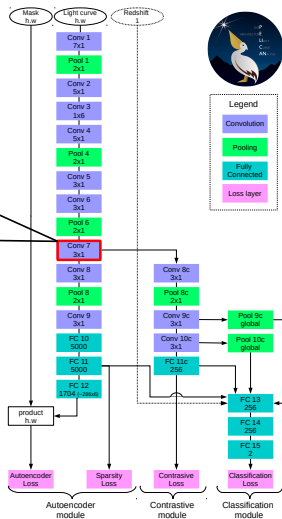 Mask
h.w
Light curve
h.w
Redshift
1
P
E
L
I
C
A
N
Conv 1
7x1
Pool 1
2x1
Conv 2
5x1
Conv 3
1x6
Conv 4
5x1
Pool 4
2x1
Conv 5
3x1
Conv 6
3x1
Pool 6
2x1
Conv 7
3x1
Conv 8
3x1
Pool 8
2x1
Conv 9
3x1
FC 10
5000
FC 11
5000
FC 12
1704
product
h.w
Legend
Convolution
Pooling
Fully
Connected
Loss layer
Conv 8c
3x1
Pool 8c
2x1
Conv 9c
3x1
Conv 10c
3x1
FC 11c
256
Pool 9c
global
Pool 10c
global
FC 13
256
FC 14
256
FC 15
2
Autoencoder
Loss
Sparsity
Loss
Contrasive
Loss
Classification
Loss
Autoencoder
module
Contrastive
module
Classification
module